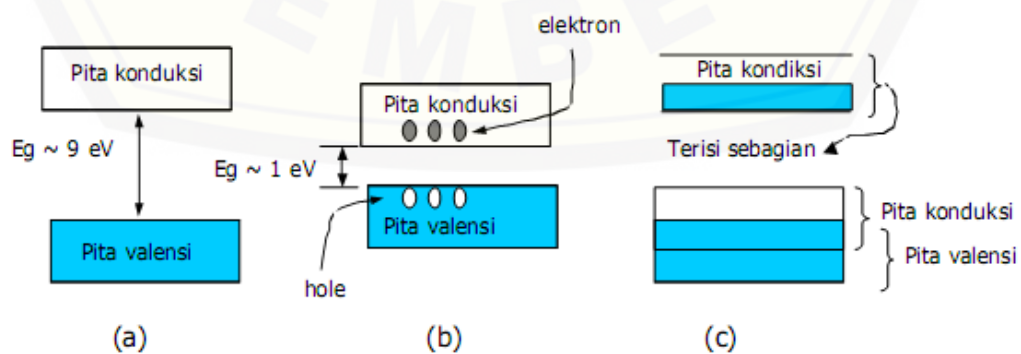 elektron
Pita konduksi
Eg ~ 9 eV
Pita valensi
(a)
Pita konduksi
Eg ~ 1 eV
Pita valensi
hole
(b)
Pita kondiksi
Terisi sebagian
Pita konduksi
Pita valensi
(c)